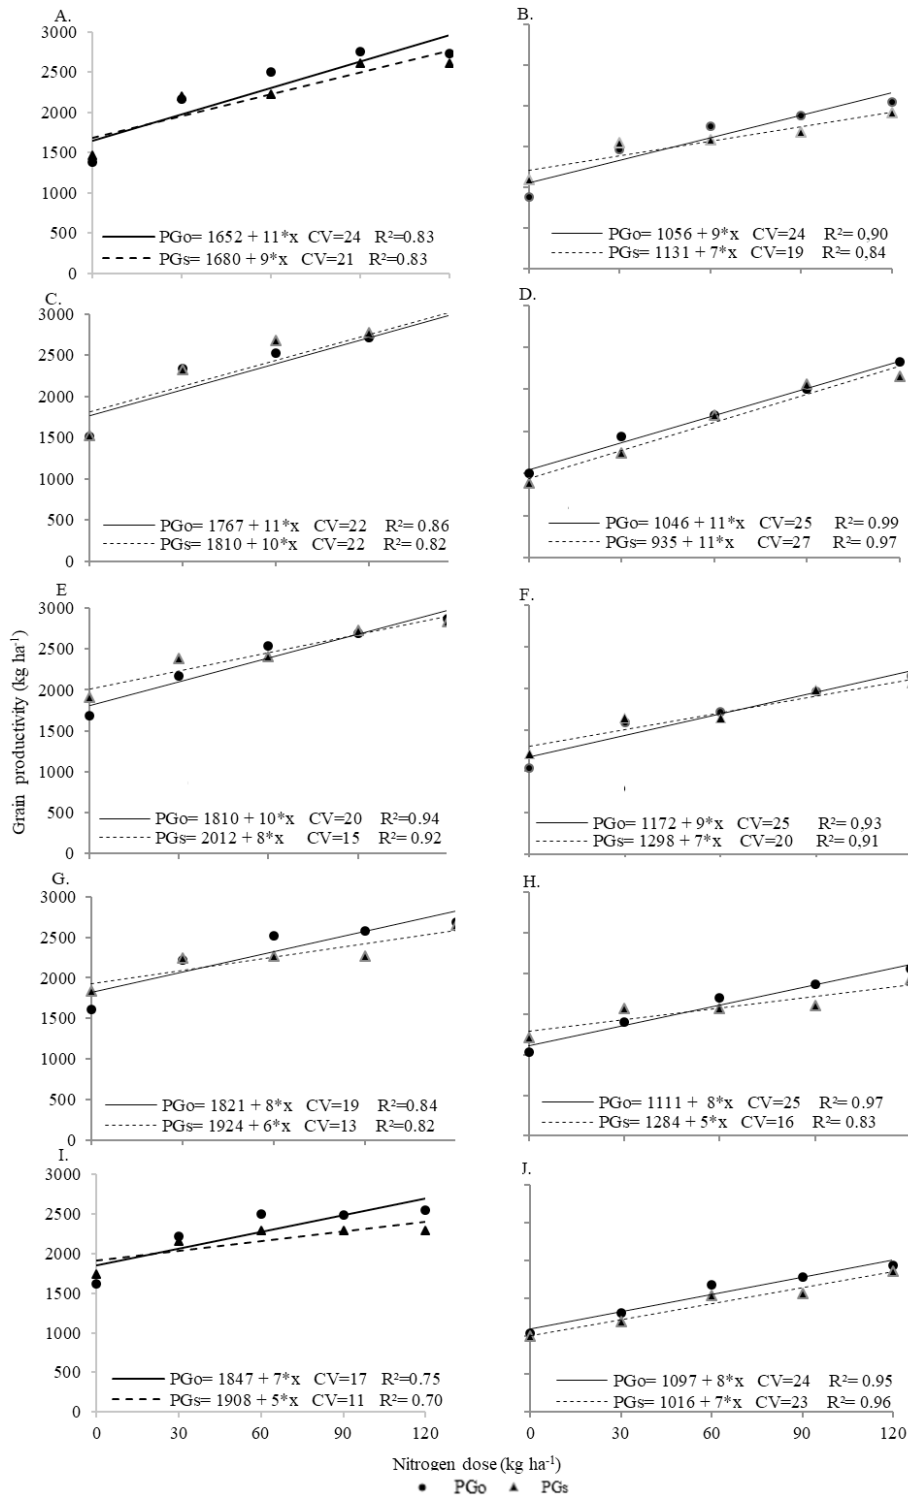 A.
3000
2500
2000
1500
1000
500
0
PGo= 1652 + 11*x CV=24 R²=0.83
PGs= 1680 + 9*x CV=21 R²=0.83
B.
PGo= 1056 + 9*x CV=24 R²= 0,90
PGs= 1131 + 7*x CV=19 R²= 0,84
C.
3000
2500
2000
1500
1000
500
0
PGo= 1767 + 11*x CV=22 R²= 0.86
PGs= 1810 + 10*x CV=22 R²= 0.82
D.
PGo= 1046 + 11*x CV=25 R²= 0.99
PGs= 935 + 11*x CV=27 R²= 0.97
Grain productivity (kg ha-1)
E
3000
2500
2000
1500
1000
500
0
PGo= 1810 + 10*x CV=20 R²=0.94
PGs= 2012 + 8*x CV=15 R²= 0.92
F.
PGo= 1172 + 9*x CV=25 R²= 0,93
PGs= 1298 + 7*x CV=20 R²= 0,91
G.
3000
2500
2000
1500
1000
500
0
PGo= 1821 + 8*x CV=19 R²=0.84
PGs= 1924 + 6*x CV=13 R²=0.82
H.
PGo= 1111 + 8*x CV=25 R²= 0.97
PGs= 1284 + 5*x CV=16 R²= 0.83
I.
3000
2500
2000
1500
1000
500
0
PGo= 1847 + 7*x CV=17 R²=0.75
PGs= 1908 + 5*x CV=11 R²= 0.70
0 30 60 90 120
J.
PGo= 1097 + 8*x CV=24 R²= 0.95
PGs= 1016 + 7*x CV=23 R²= 0.96
0 30 60 90 120
Nitrogen dose (kg ha-1)
PGo PGs